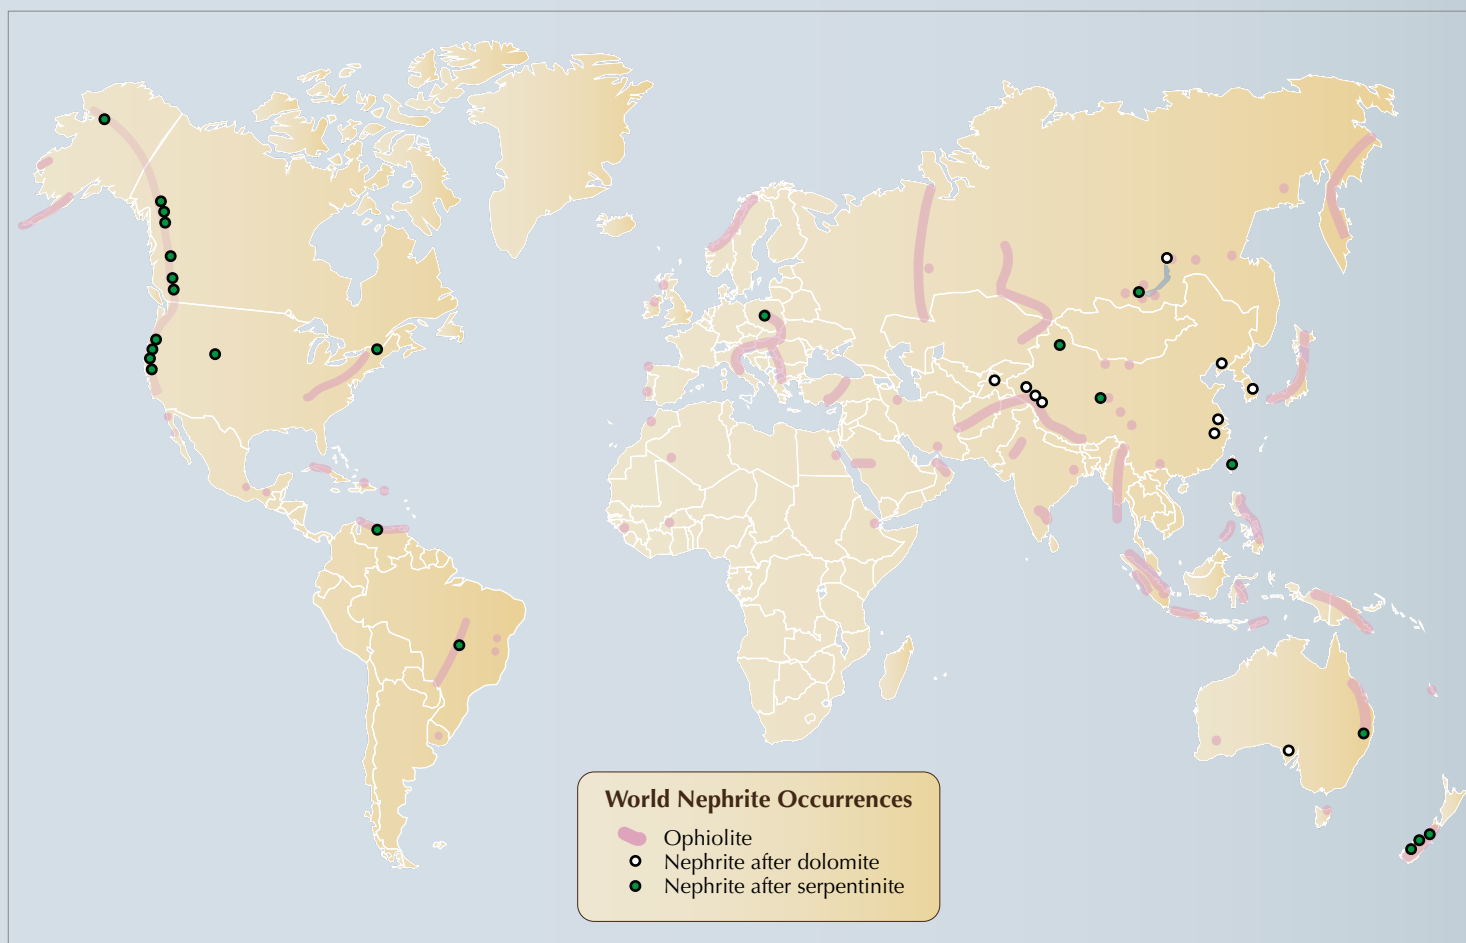 World Nephrite Occurrences
Ophiolite
Nephrite after dolomite
Nephrite after serpentinite